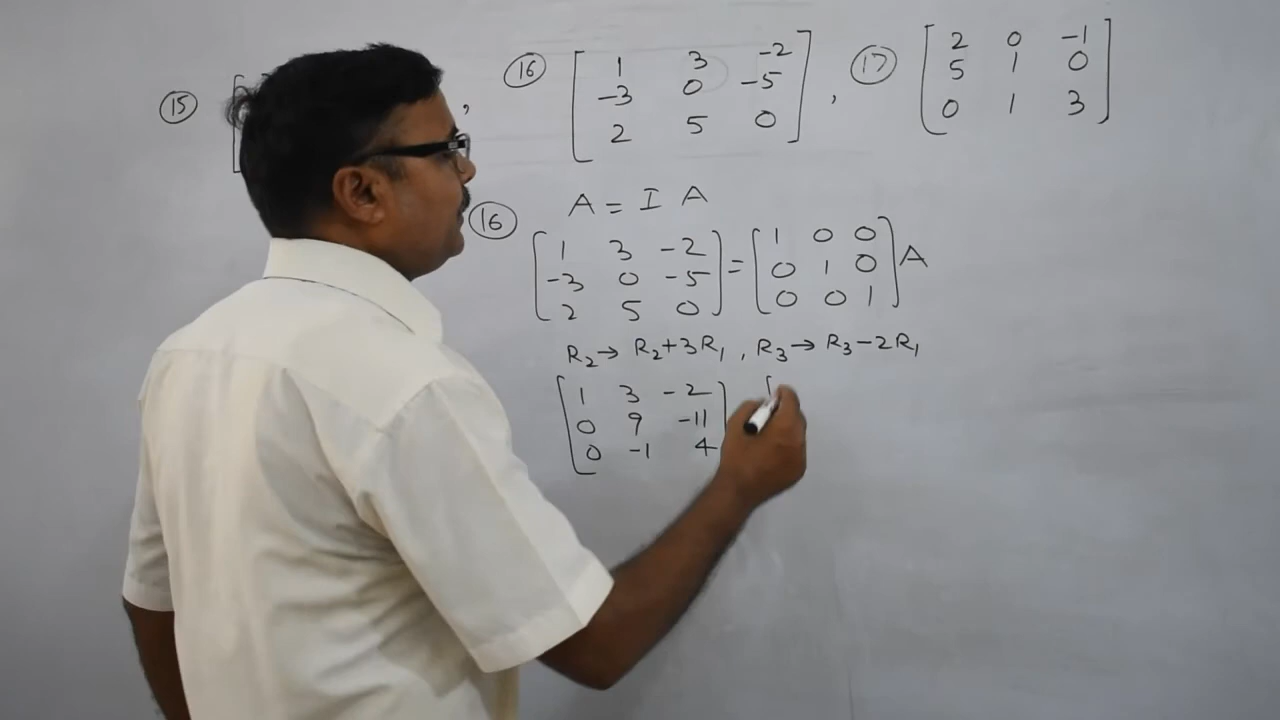 ⑮ , ⑯ [1 3 -2 , ⑰ [2 0 -1
-3 0 -5 5 1 0
2 5 0] 0 1 3]
A = I A
⑯ [1 3 -2 = [1 0 0 A
-3 0 -5 0 1 0
2 5 0] 0 0 1]
R₂→ R₂+3R₁ , R₃→ R₃-2R₁
[1 3 -2 [
0 9 -11
0 -1 4]